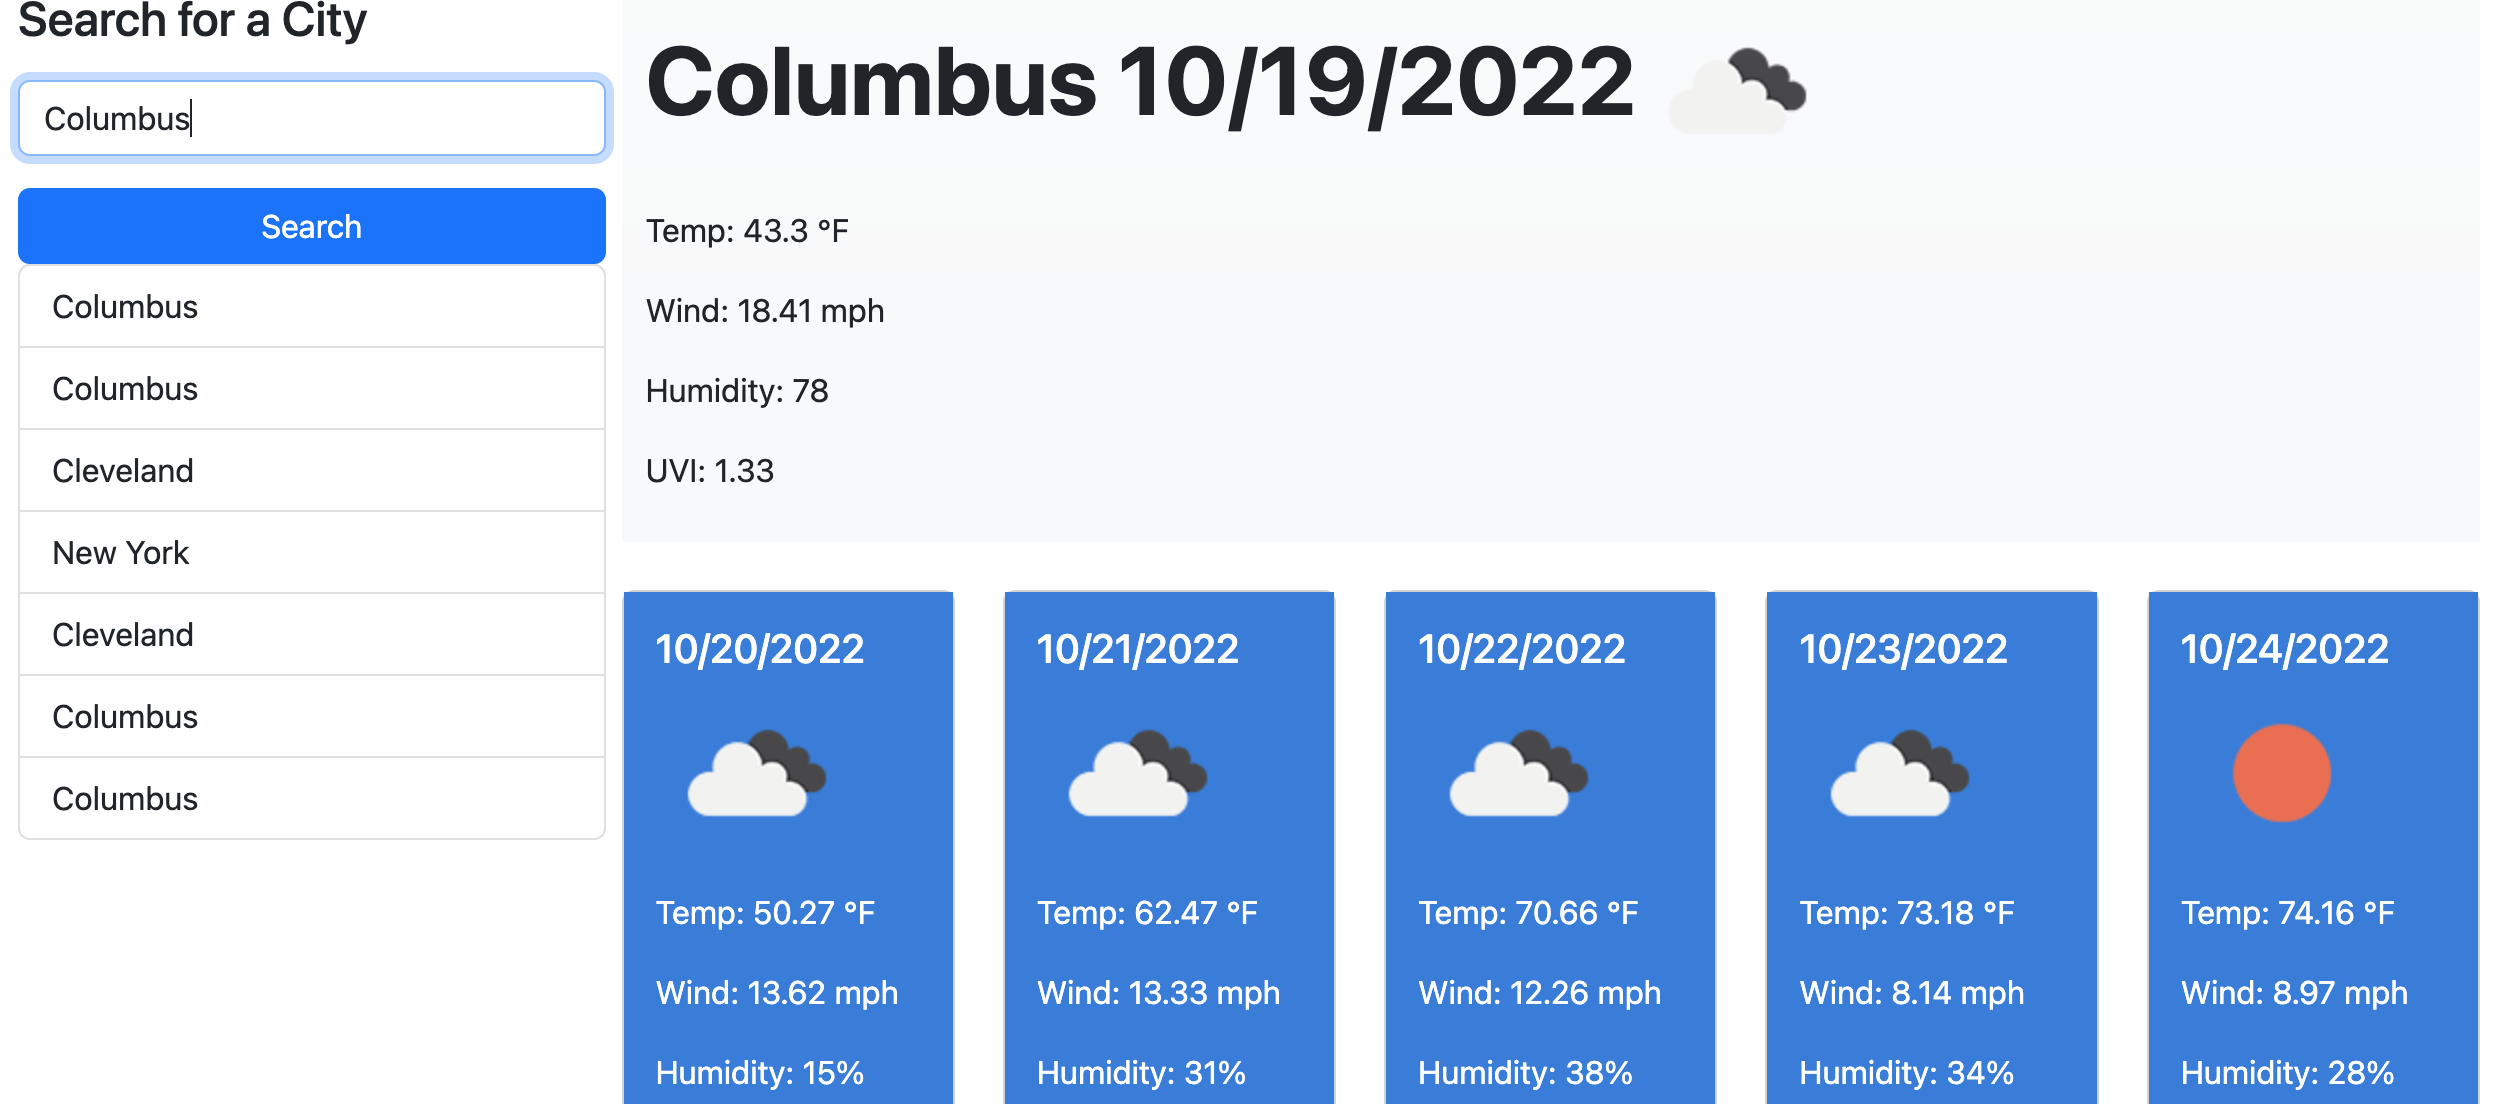 Search for a City
Columbus
Search
Columbus
Columbus
Cleveland
New York
Cleveland
Columbus
Columbus
Columbus 10/19/2022
Temp: 43.3 °F
Wind: 18.41 mph
Humidity: 78
UVI: 1.33
10/20/2022
Temp: 50.27 °F
Wind: 13.62 mph
Humidity: 15%
10/21/2022
Temp: 62.47 °F
Wind: 13.33 mph
Humidity: 31%
10/22/2022
Temp: 70.66 °F
Wind: 12.26 mph
Humidity: 38%
10/23/2022
Temp: 73.18 °F
Wind: 8.14 mph
Humidity: 34%
10/24/2022
Temp: 74.16 °F
Wind: 8.97 mph
Humidity: 28%